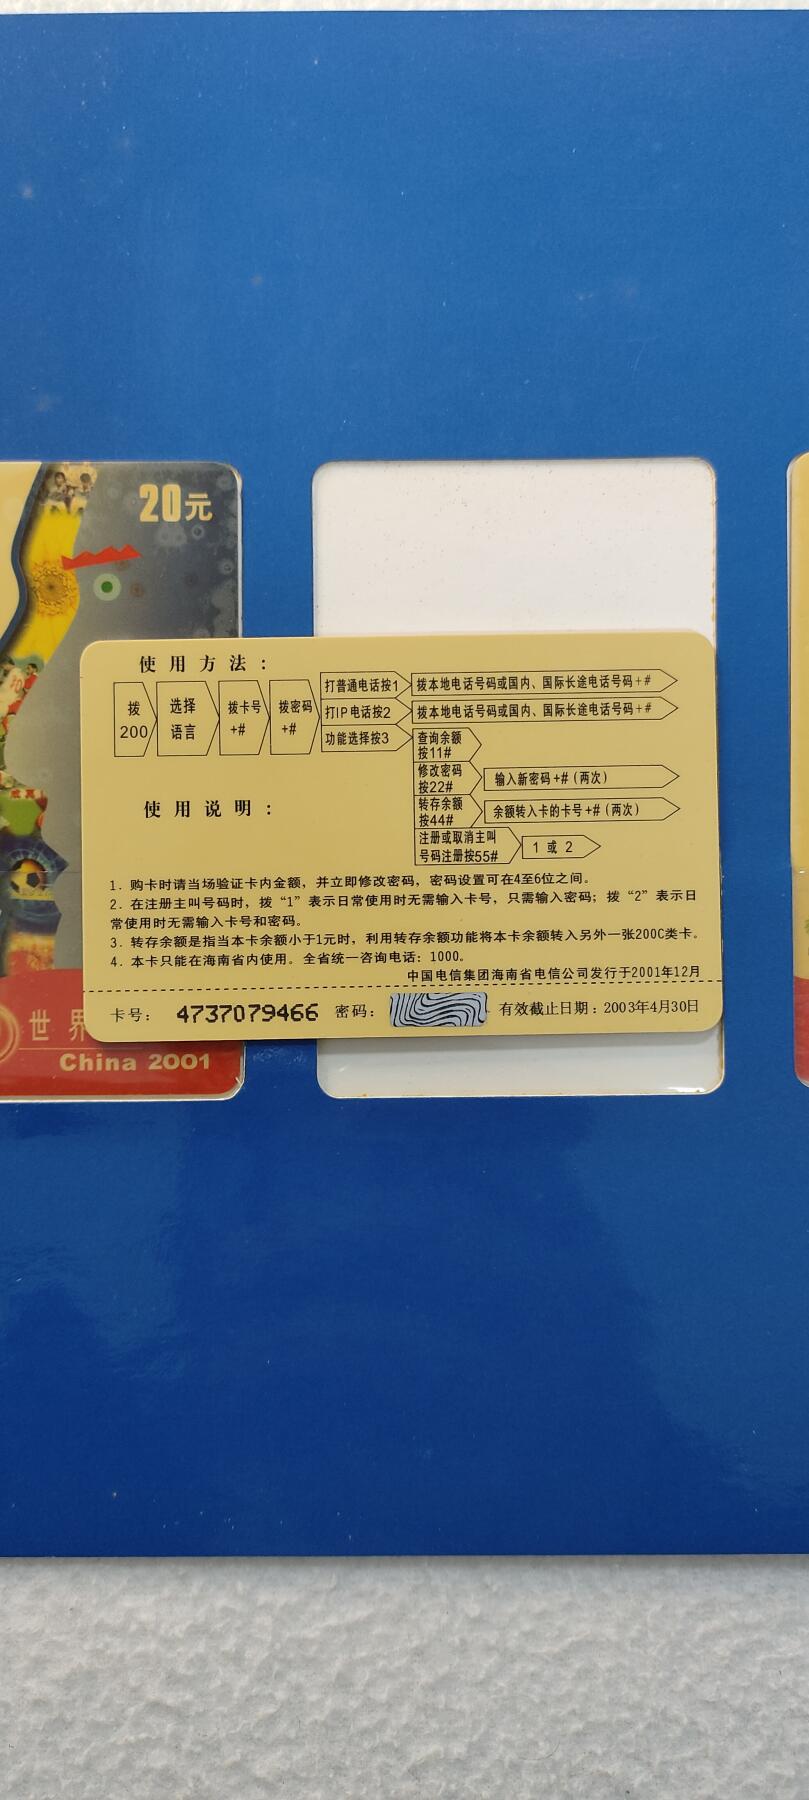 20元
使用方法：
拨
200
选择
语言
拨卡号
+#
拨密码
+#
打普通电话按1
拨本地电话号码或国内、国际长途电话号码+#
打IP电话按2
拨本地电话号码或国内、国际长途电话号码+#
功能选择按3
查询余额
按11#
修改密码
按22#
输入新密码+#(两次)
转存余额
按44#
余额转入卡的卡号+#(两次)
注册或取消主叫
号码注册按55#
1 或 2
使用说明：
1．购卡时请当场验证卡内金额，并立即修改密码，密码设置可在4至6位之间。
2．在注册主叫号码时，拨“1”表示日常使用时无需输入卡号，只需输入密码；拨“2”表示日
常使用时无需输入卡号和密码。
3．转存余额是指当本卡余额小于1元时，利用转存余额功能将本卡余额转入另外一张200C类卡。
4．本卡只能在海南省内使用。全省统一咨询电话：1000。
中国电信集团海南省电信公司发行于2001年12月
卡号： 4737079466 密码： 有效截止日期：2003年4月30日
世界
China 2001